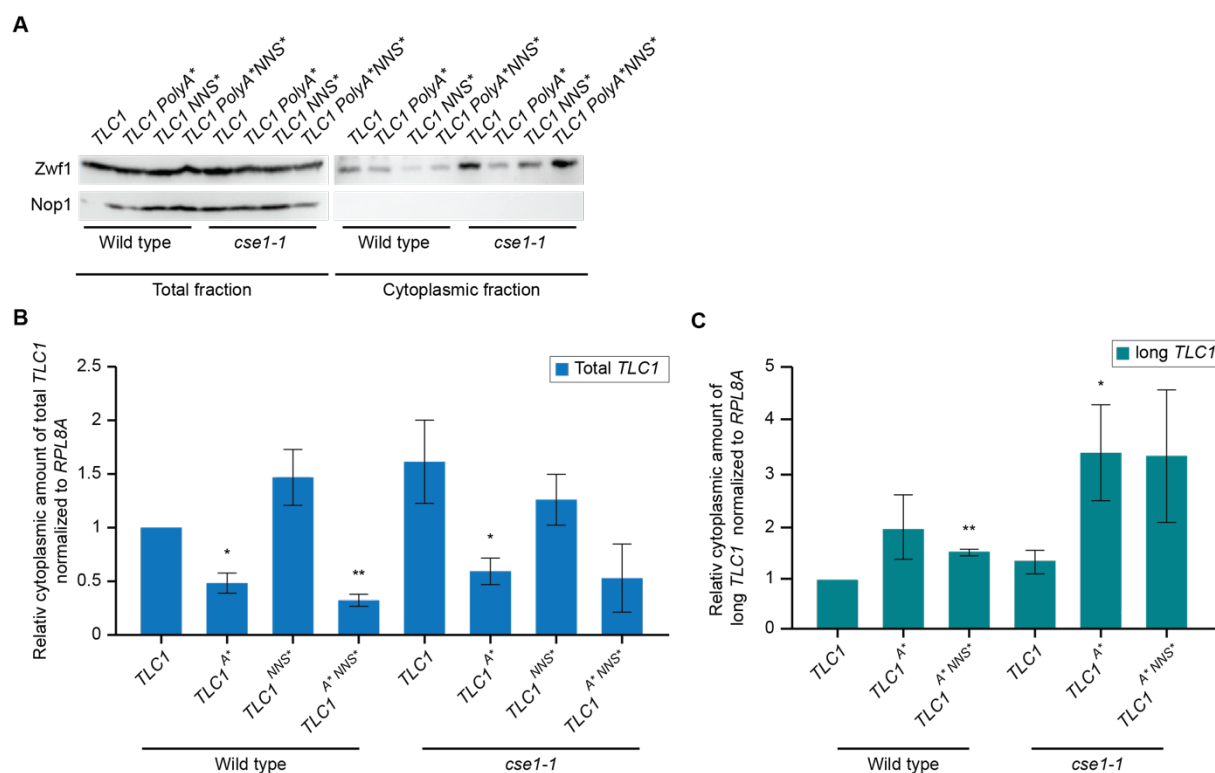 A
TLC1 TLC1 PolyA* TLC1 NNS* TLC1 PolyA*NNS* TLC1 TLC1 PolyA* TLC1 NNS* TLC1 PolyA*NNS* TLC1 TLC1 PolyA* TLC1 NNS* TLC1 PolyA*NNS* TLC1 TLC1 PolyA* TLC1 NNS* TLC1 PolyA*NNS*
Zwf1
Nop1
Wild type cse1-1 Wild type cse1-1
Total fraction Cytoplasmic fraction
B
Relative cytoplasmic amount of total TLC1
normalized to RPL8A
2.5
2
1.5
1
0.5
0
Total TLC1
* ** *
TLC1 TLC1 A* TLC1 NNS* TLC1 A* NNS* TLC1 TLC1 A* TLC1 NNS* TLC1 A* NNS*
Wild type cse1-1
C
Relativ cytoplasmic amount of
long TLC1 normalized to RPL8A
5
4
3
2
1
0
long TLC1
** *
TLC1 TLC1 A* TLC1 A* NNS* TLC1 TLC1 A* TLC1 A* NNS*
Wild type cse1-1